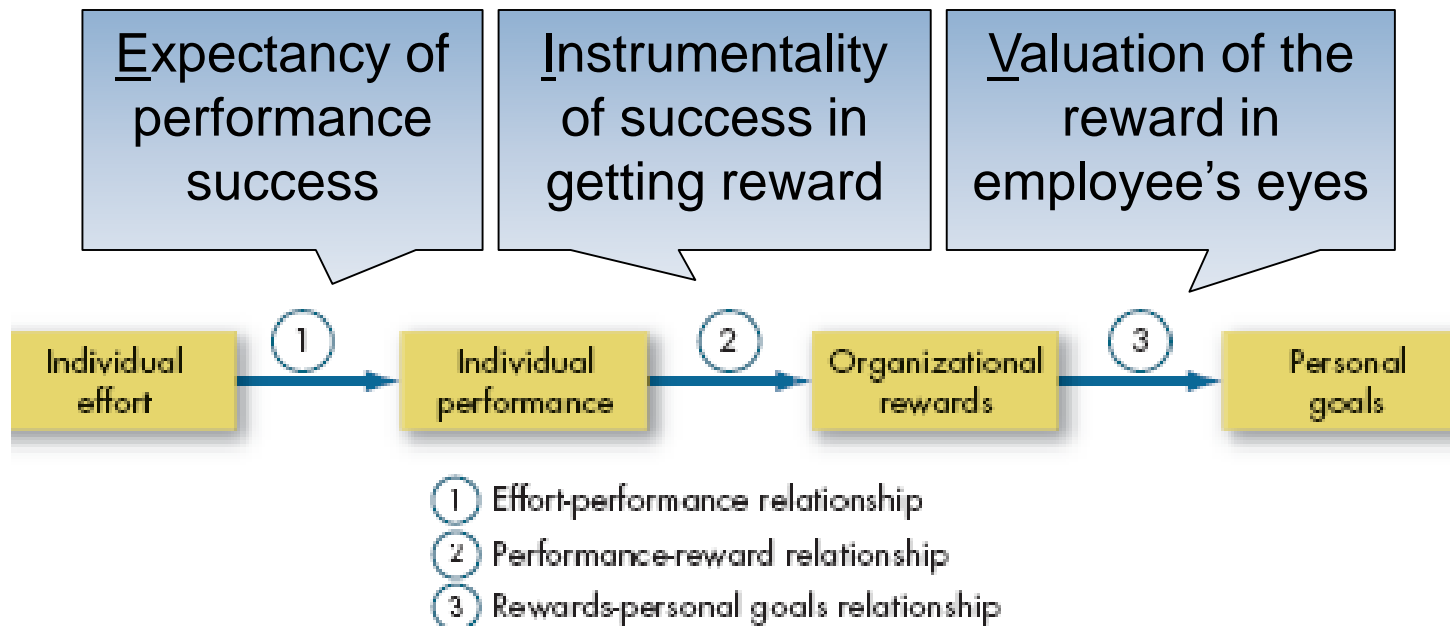 Expectancy of
performance
success
Instrumentality
of success in
getting reward
Valuation of the
reward in
employee's eyes
1
2
3
Individual
effort
Individual
performance
Organizational
rewards
Personal
goals
1 Effort-performance relationship
2 Performance-reward relationship
3 Rewards-personal goals relationship